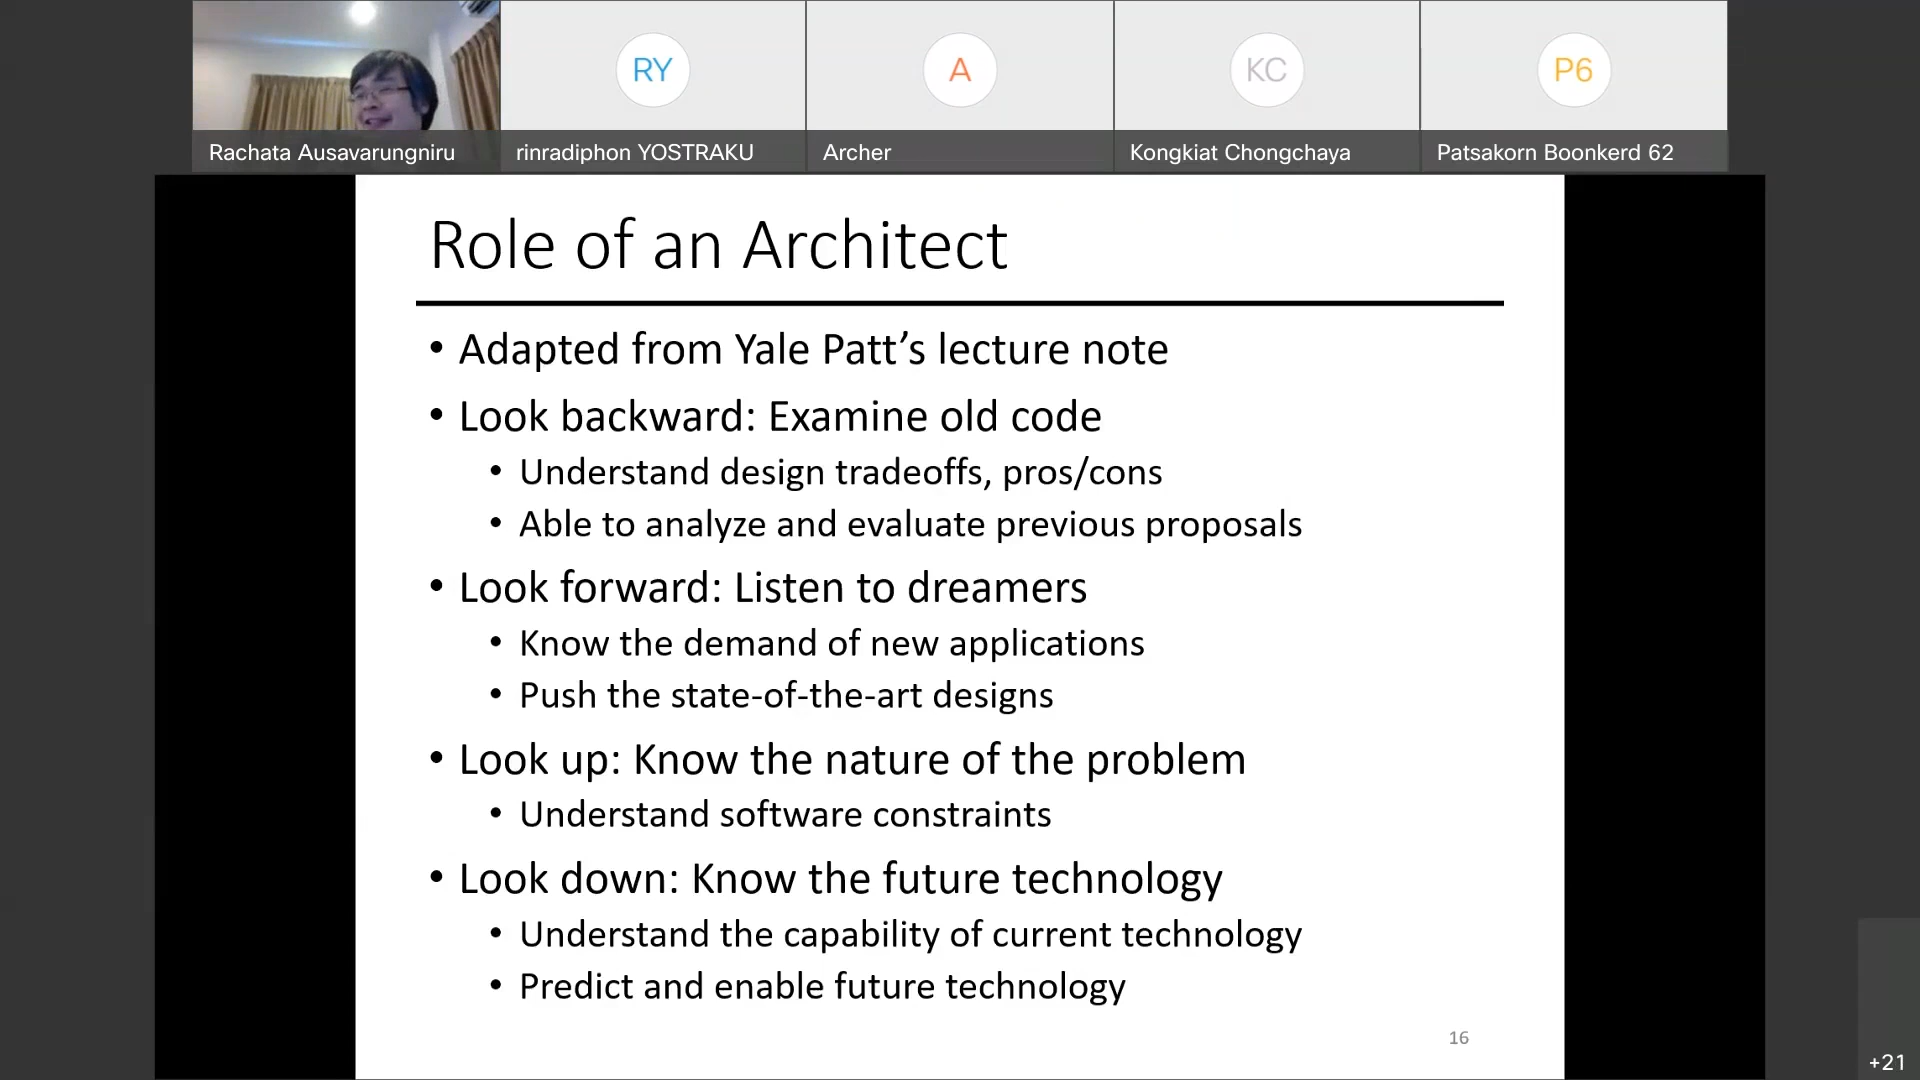 RY
A
KC
P6
Rachata Ausavarungniru
rinradiphon YOSTRAKU
Archer
Kongkiat Chongchaya
Patsakorn Boonkerd 62
Role of an Architect
• Adapted from Yale Patt’s lecture note
• Look backward: Examine old code
• Understand design tradeoffs, pros/cons
• Able to analyze and evaluate previous proposals
• Look forward: Listen to dreamers
• Know the demand of new applications
• Push the state-of-the-art designs
• Look up: Know the nature of the problem
• Understand software constraints
• Look down: Know the future technology
• Understand the capability of current technology
• Predict and enable future technology
16
+21